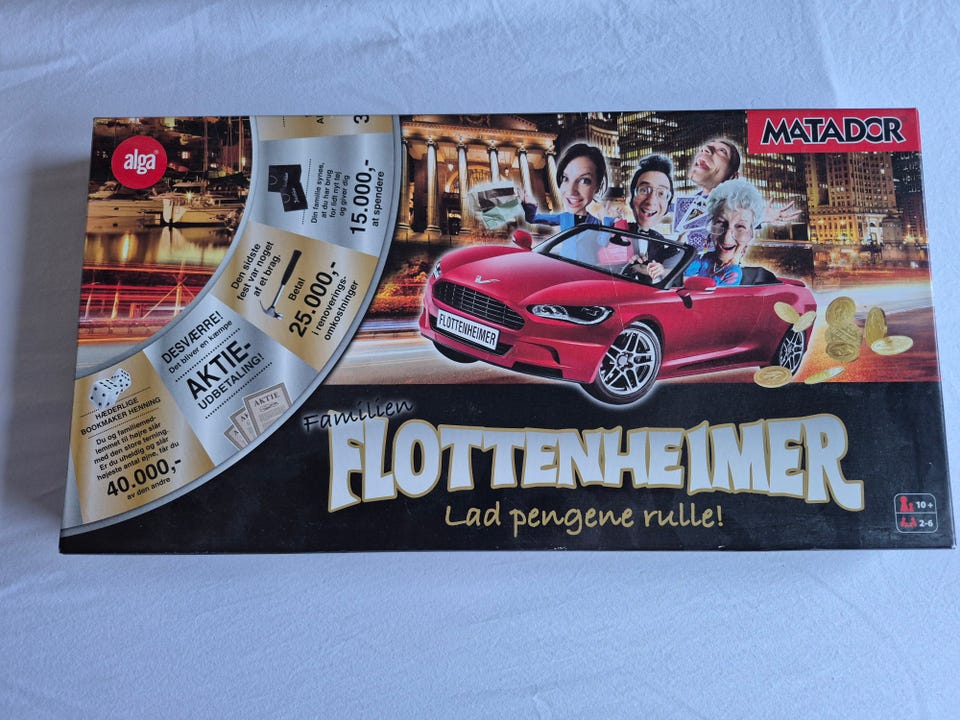 alga
MATADOR
3
Din familie synes,
at du har brug
for lidt nyt tøj
og giver dig
15.000,-
at spendere
Den sidste
fest var noget
af et brag.
Betal
25.000,-
i renoverings-
omkostninger
DESVÆRRE!
Det bliver en kæmpe
AKTIE-
UDBETALING!
AKTIE
HÆDERLIGE
BOOKMAKER HENNING
Du og familiemed-
lemmet til højre slår
med den store terning.
Er du uheldig og slår
højeste antal øjne, får du
40.000,-
af den andre
FLOTTENHEIMER
Familien
FLOTTENHEIMER
Lad pengene rulle!
10+
2-6